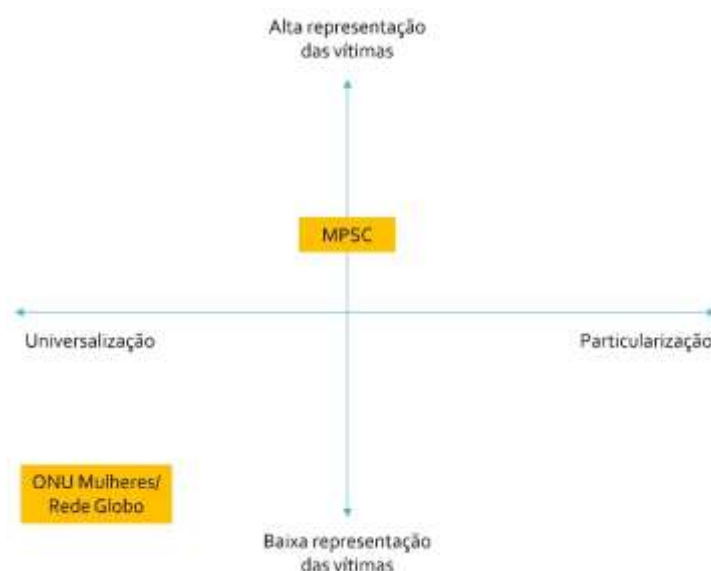 Alta representação
das vítimas
MPSC
Universalização
Particularização
ONU Mulheres/
Rede Globo
Baixa representação
das vítimas